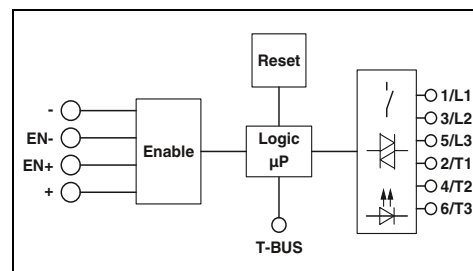 Reset
-
EN-
EN+
+
Enable
Logic
µP
T-BUS
1/L1
3/L2
5/L3
2/T1
4/T2
6/T3